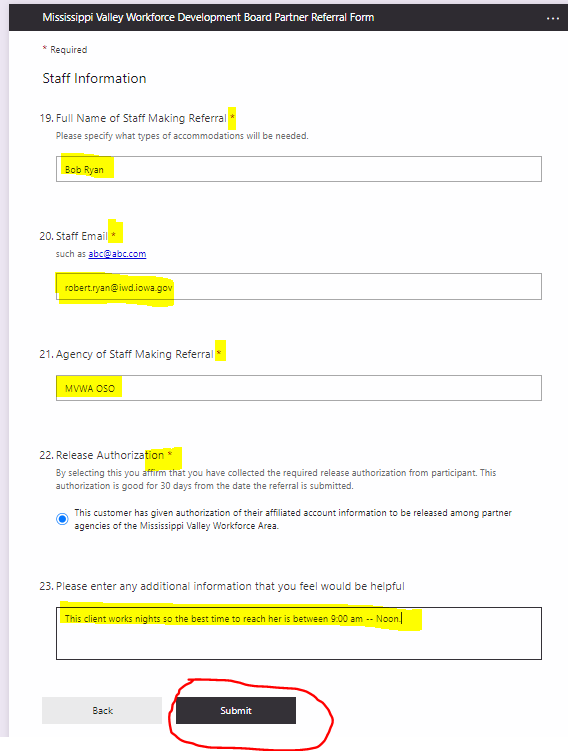 Mississippi Valley Workforce Development Board Partner Referral Form ...
* Required
Staff Information
19. Full Name of Staff Making Referral *
Please specify what types of accommodations will be needed.
Bob Ryan
20. Staff Email *
such as abc@abc.com
robert.ryan@iwd.iowa.gov
21. Agency of Staff Making Referral *
MVWA OSO
22. Release Authorization *
By selecting this you affirm that you have collected the required release authorization from participant. This
authorization is good for 30 days from the date the referral is submitted.
This customer has given authorization of their affiliated account information to be released among partner
agencies of the Mississippi Valley Workforce Area.
23. Please enter any additional information that you feel would be helpful
This client works nights so the best time to reach her is between 9:00 am -- Noon.
Back Submit